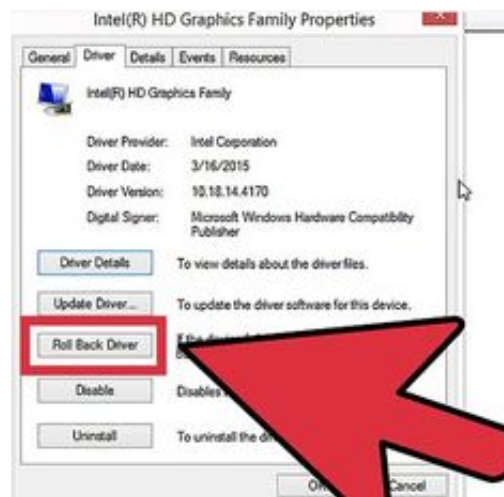 Intel(R) HD Graphics Family Properties
General Driver Details Events Resources
Intel(R) HD Graphics Family
Driver Provider: Intel Corporation
Driver Date: 3/16/2015
Driver Version: 10.18.14.4170
Digital Signer: Microsoft Windows Hardware Compatibility
Publisher
Driver Details To view details about the driver files.
Update Driver... To update the driver software for this device.
Roll Back Driver If the
Disable Disables
Uninstall To uninstall the
Cancel